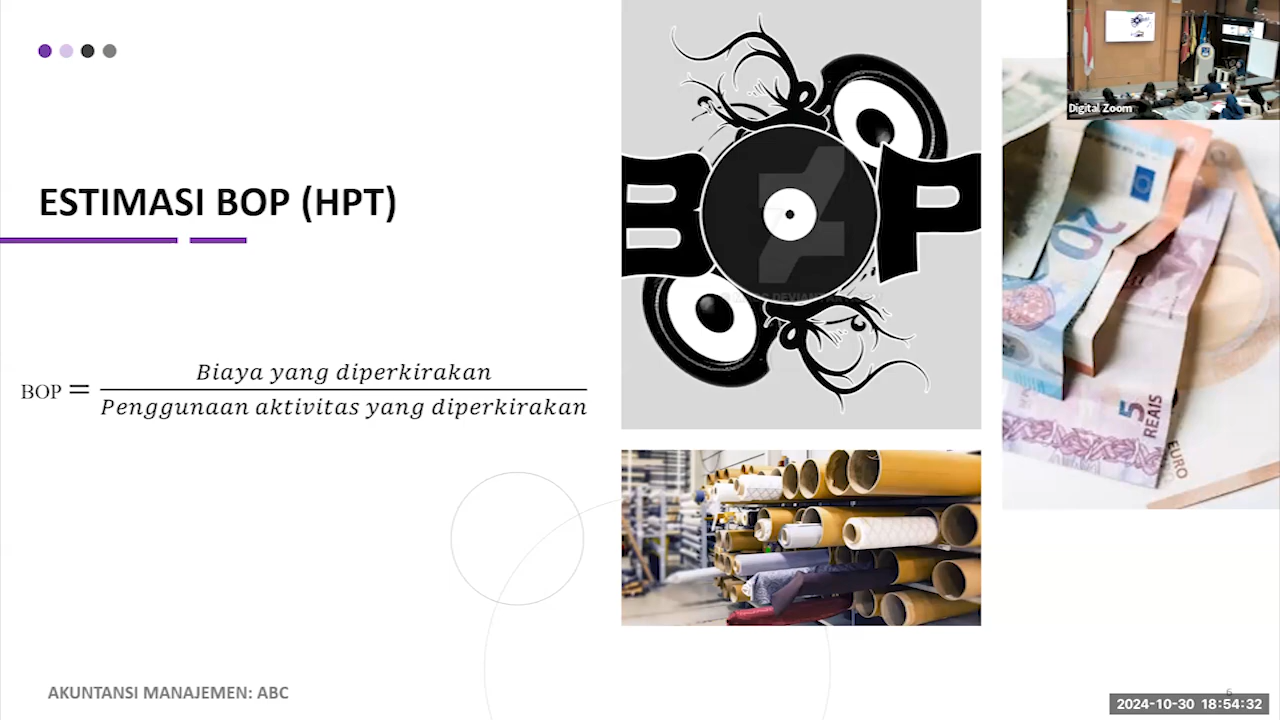 ESTIMASI BOP (HPT)
BOP = Biaya yang diperkirakan
Penggunaan aktivitas yang diperkirakan
BOP
Digital Zoom
20
5
REAIS
EURO
AKUNTANSI MANAJEMEN: ABC
6
2024-10-30 18:54:32